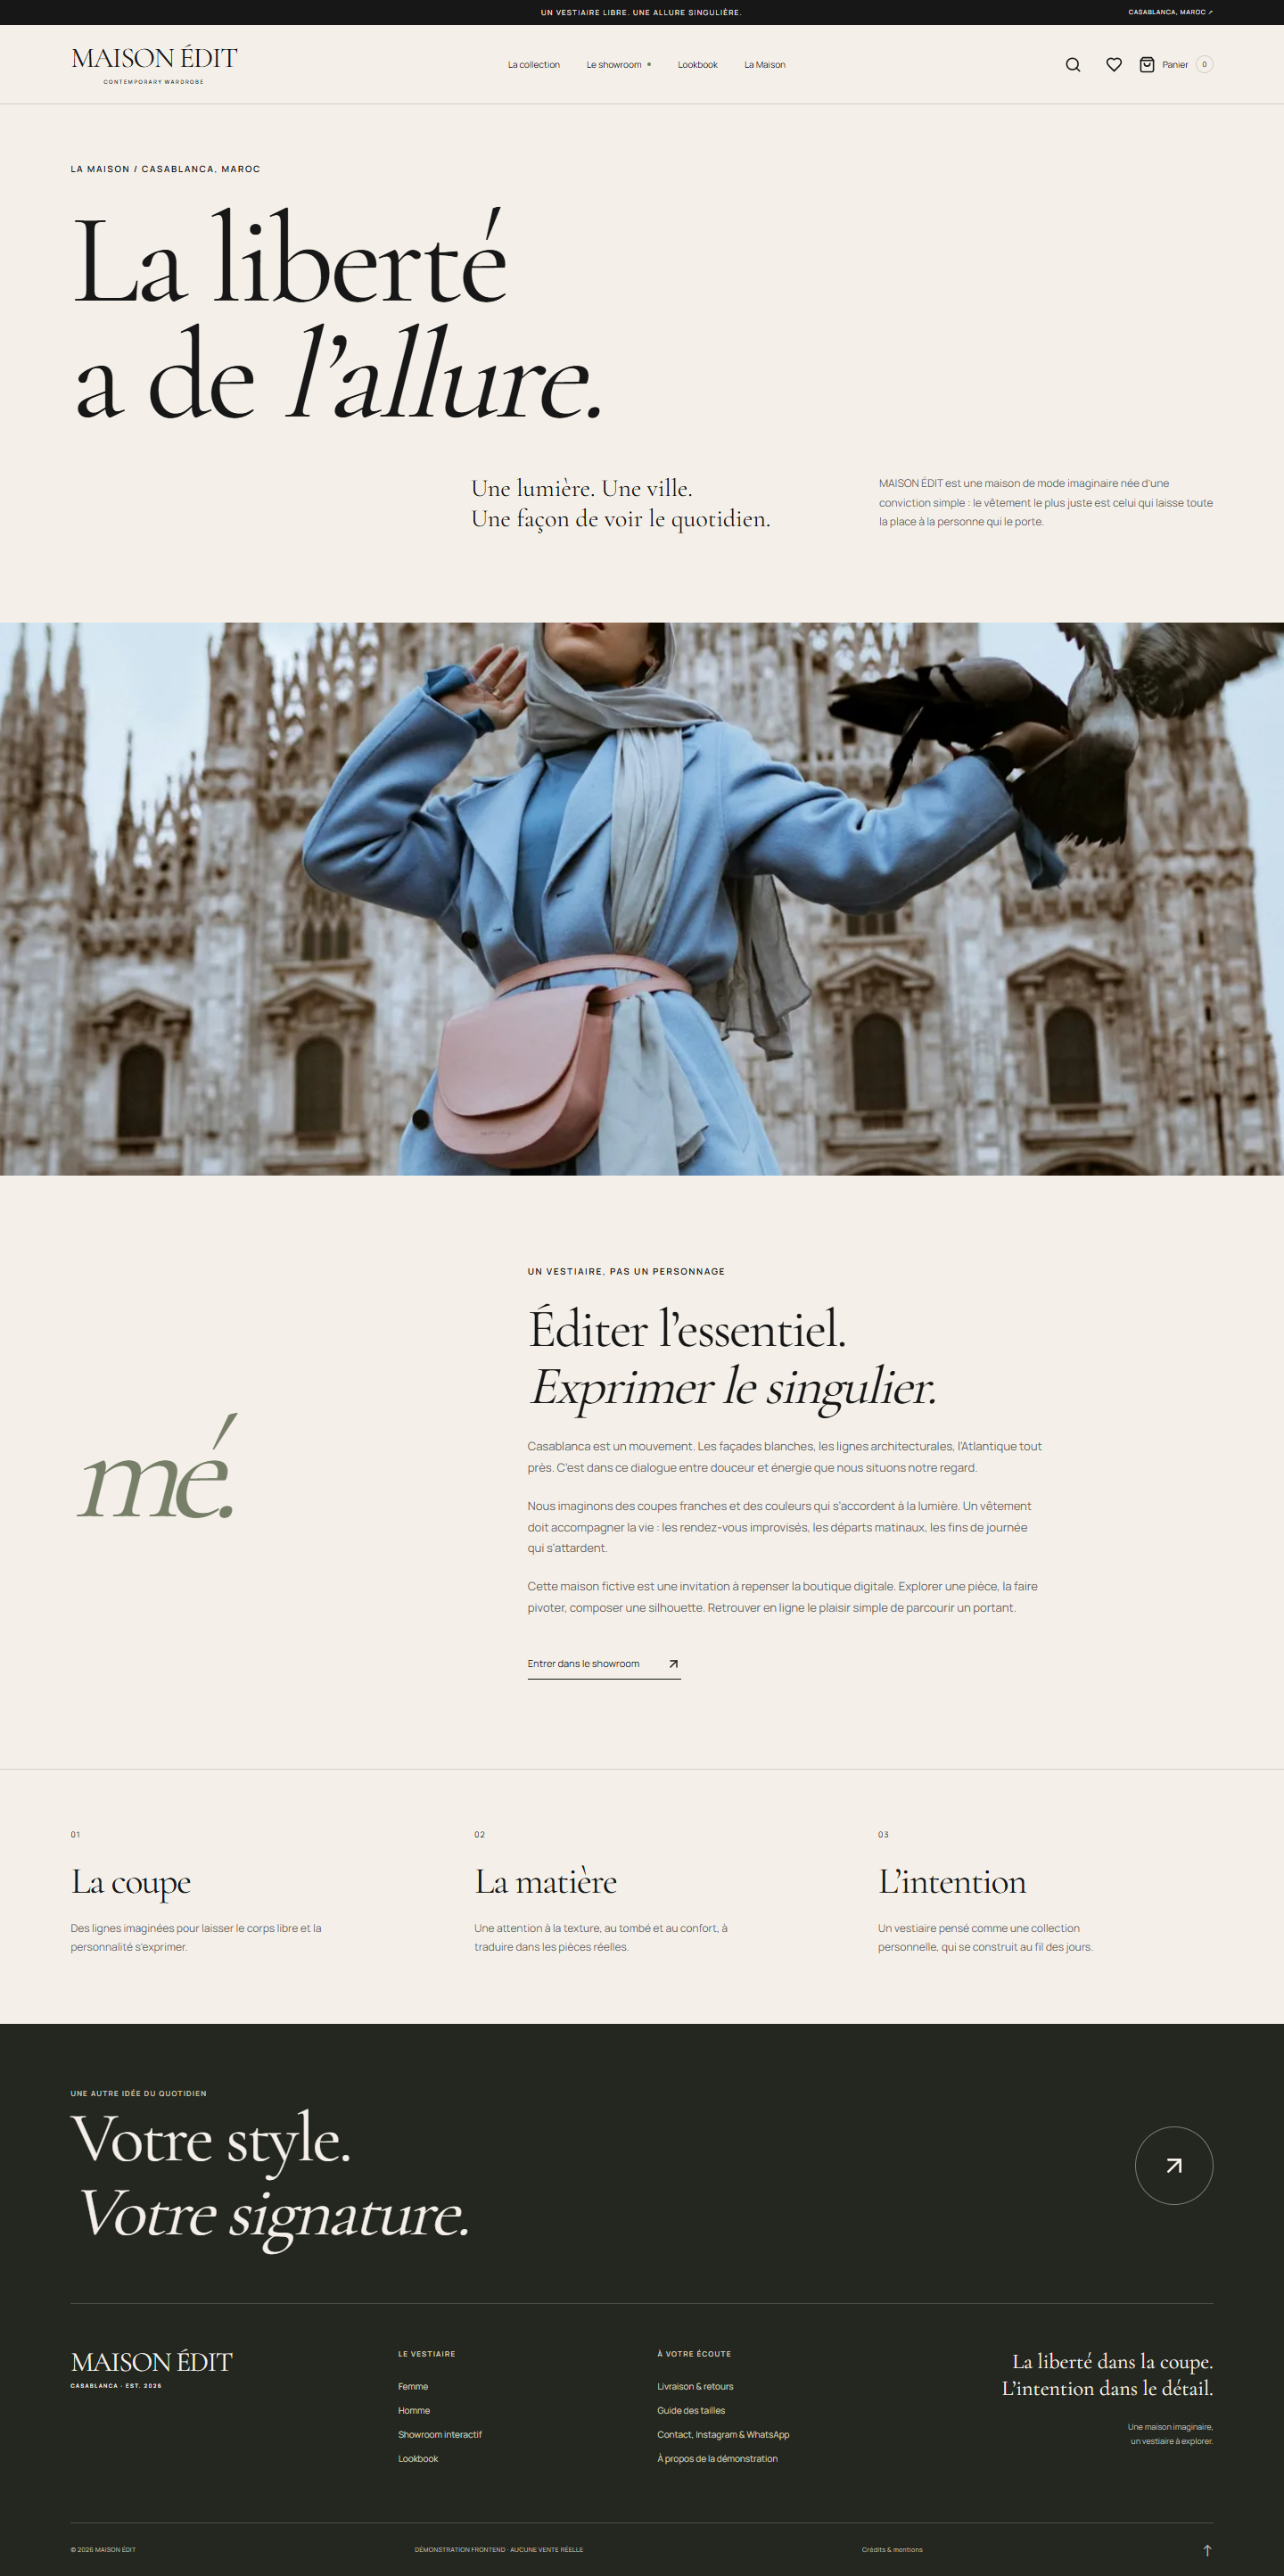 UN VESTIAIRE LIBRE. UNE ALLURE SINGULIÈRE.
CASABLANCA, MAROC ↗
MAISON ÉDIT
CONTEMPORARY WARDROBE
La collection
Le showroom
Lookbook
La Maison
Panier 0
LA MAISON / CASABLANCA, MAROC
La liberté
a de l’allure.
Une lumière. Une ville.
Une façon de voir le quotidien.
MAISON ÉDIT est une maison de mode imaginaire née d’une
conviction simple : le vêtement le plus juste est celui qui laisse toute
la place à la personne qui le porte.
UN VESTIAIRE, PAS UN PERSONNAGE
Éditer l’essentiel.
Exprimer le singulier.
mé.
Casablanca est un mouvement. Les façades blanches, les lignes architecturales, l’Atlantique tout
près. C’est dans ce dialogue entre douceur et énergie que nous situons notre regard.
Nous imaginons des coupes franches et des couleurs qui s’accordent à la lumière. Un vêtement
doit accompagner la vie : les rendez-vous improvisés, les départs matinaux, les fins de journée
qui s’attardent.
Cette maison fictive est une invitation à repenser la boutique digitale. Explorer une pièce, la faire
pivoter, composer une silhouette. Retrouver en ligne le plaisir simple de parcourir un portant.
Entrer dans le showroom
01
La coupe
Des lignes imaginées pour laisser le corps libre et la
personnalité s’exprimer.
02
La matière
Une attention à la texture, au tombé et au confort, à
traduire dans les pièces réelles.
03
L’intention
Un vestiaire pensé comme une collection
personnelle, qui se construit au fil des jours.
UNE AUTRE IDÉE DU QUOTIDIEN
Votre style.
Votre signature.
MAISON ÉDIT
CASABLANCA · EST. 2026
LE VESTIAIRE
Femme
Homme
Showroom interactif
Lookbook
À VOTRE ÉCOUTE
Livraison & retours
Guide des tailles
Contact, Instagram & WhatsApp
À propos de la démonstration
La liberté dans la coupe.
L’intention dans le détail.
Une maison imaginaire,
un vestiaire à explorer.
© 2026 MAISON ÉDIT
DÉMONSTRATION FRONTEND · AUCUNE VENTE RÉELLE
Crédits & mentions